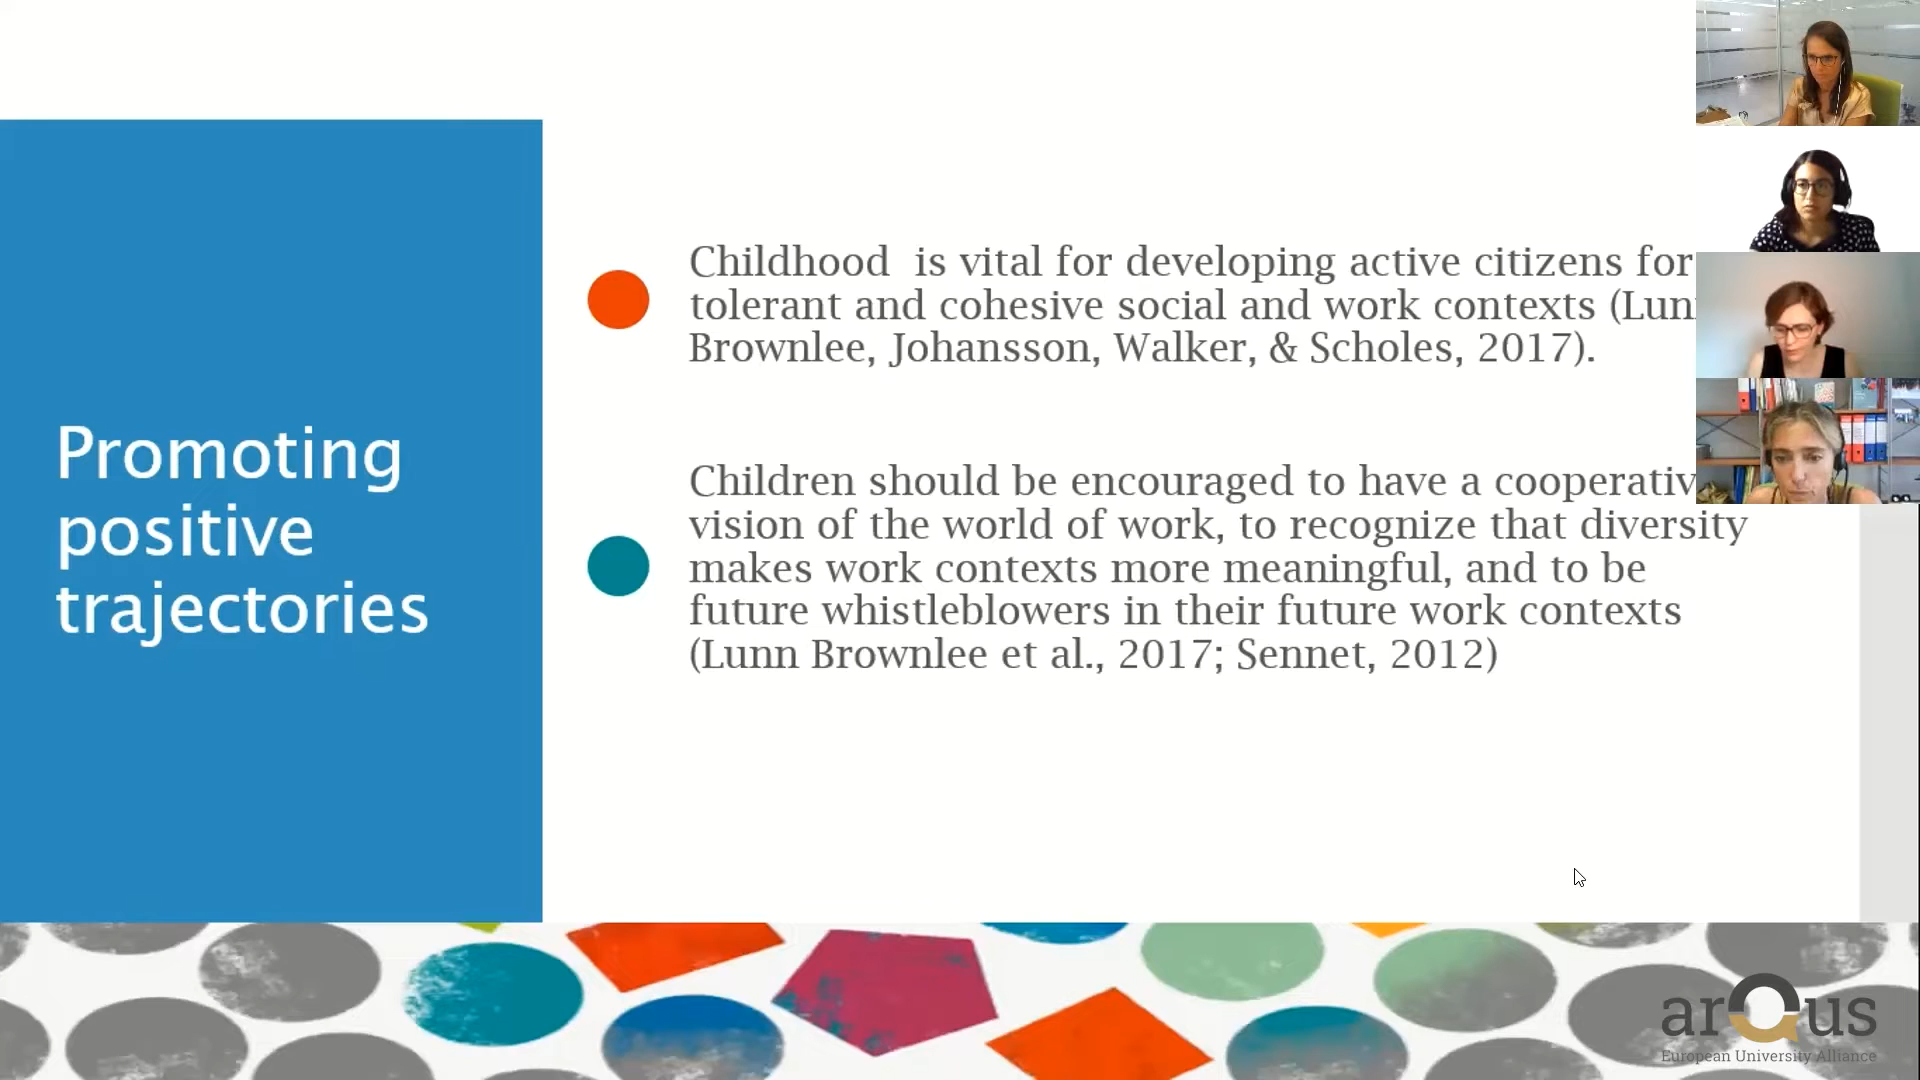 Promoting
positive
trajectories
Childhood is vital for developing active citizens for
tolerant and cohesive social and work contexts
Brownlee, Johansson, Walker, & Scholes, 2017).
Children should be encouraged to have a
vision of the world of work, to recognize that diversity
makes work contexts more meaningful, and to be
future whistleblowers in their future work contexts
(Lunn Brownlee et al., 2017; Sennet, 2012)
arQus
European University Alliance